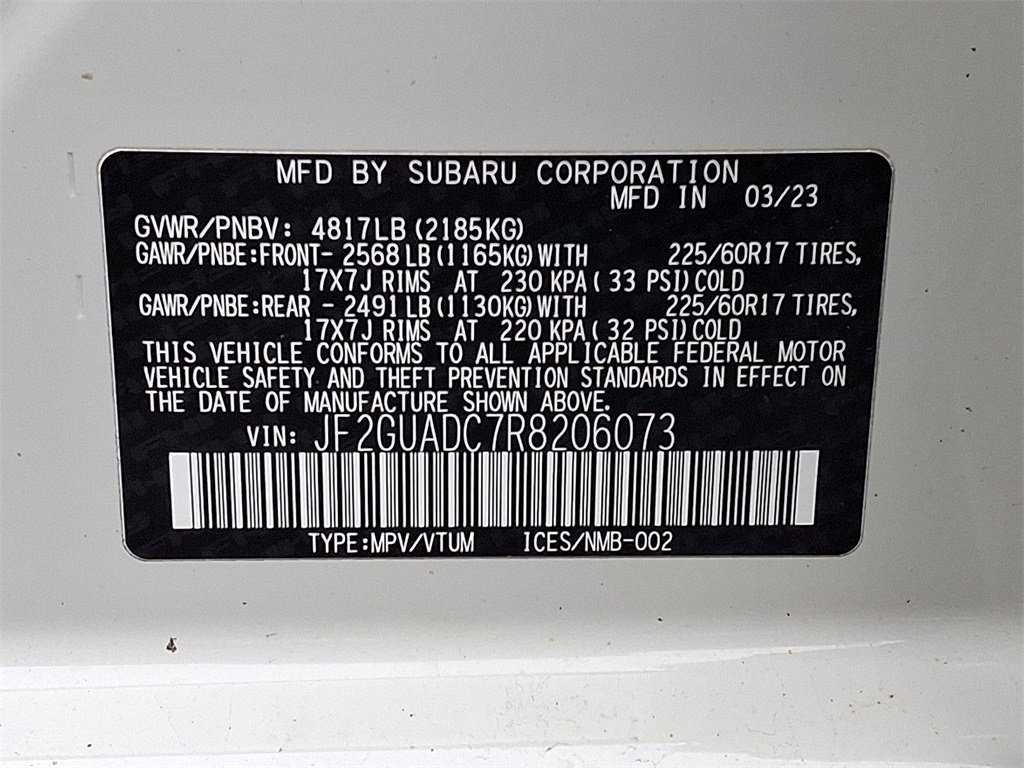 MFD BY SUBARU CORPORATION
MFD IN 03/23
GVWR/PNBV: 4817LB (2185KG)
GAWR/PNBE:FRONT- 2568 LB (1165KG) WITH 225/60R17 TIRES,
17X7J RIMS AT 230 KPA ( 33 PSI) COLD
GAWR/PNBE:REAR - 2491 LB (1130KG) WITH 225/60R17 TIRES,
17X7J RIMS AT 220 KPA ( 32 PSI) COLD
THIS VEHICLE CONFORMS TO ALL APPLICABLE FEDERAL MOTOR
VEHICLE SAFETY AND THEFT PREVENTION STANDARDS IN EFFECT ON
THE DATE OF MANUFACTURE SHOWN ABOVE.
VIN: JF2GUADC7R8206073
TYPE:MPV/VTUM ICES/NMB-002